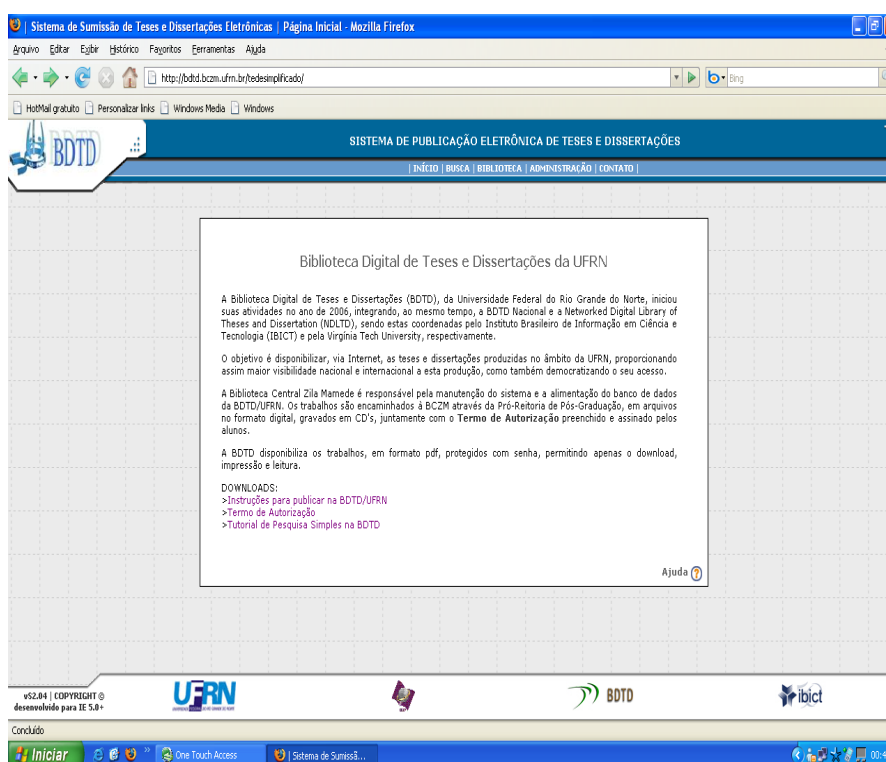 | Sistema de Sumissão de Teses e Dissertações Eletrônicas | Página Inicial - Mozilla Firefox
Arquivo Editar Exibir Histórico Favoritos Ferramentas Ajuda
http://bdtd.bczm.ufrn.br/tedesimplificado/
Bing
HotMail gratuito Personalizar links Windows Media Windows
BDTD
SISTEMA DE PUBLICAÇÃO ELETRÔNICA DE TESES E DISSERTAÇÕES
| INÍCIO | BUSCA | BIBLIOTECA | ADMINISTRAÇÃO | CONTATO |
Biblioteca Digital de Teses e Dissertações da UFRN
A Biblioteca Digital de Teses e Dissertações (BDTD), da Universidade Federal do Rio Grande do Norte, iniciou
suas atividades no ano de 2006, integrando, ao mesmo tempo, a BDTD Nacional e a Networked Digital Library of
Theses and Dissertation (NDLTD), sendo estas coordenadas pelo Instituto Brasileiro de Informação em Ciência e
Tecnologia (IBICT) e pela Virgínia Tech University, respectivamente.
O objetivo é disponibilizar, via Internet, as teses e dissertações produzidas no âmbito da UFRN, proporcionando
assim maior visibilidade nacional e internacional a esta produção, como também democratizando o seu acesso.
A Biblioteca Central Zila Mamede é responsável pela manutenção do sistema e a alimentação do banco de dados
da BDTD/UFRN. Os trabalhos são encaminhados à BCZM através da Pró-Reitoria de Pós-Graduação, em arquivos
no formato digital, gravados em CD's, juntamente com o Termo de Autorização preenchido e assinado pelos
alunos.
A BDTD disponibiliza os trabalhos, em formato pdf, protegidos com senha, permitindo apenas o download,
impressão e leitura.
DOWNLOADS:
>Instruções para publicar na BDTD/UFRN
>Termo de Autorização
>Tutorial de Pesquisa Simples na BDTD
Ajuda ?
vS2.04 | COPYRIGHT ©
desenvolvido para IE 5.0+
UFRN
BDTD
ibict
Concluído
Iniciar
One Touch Access
| Sistema de Sumissã...